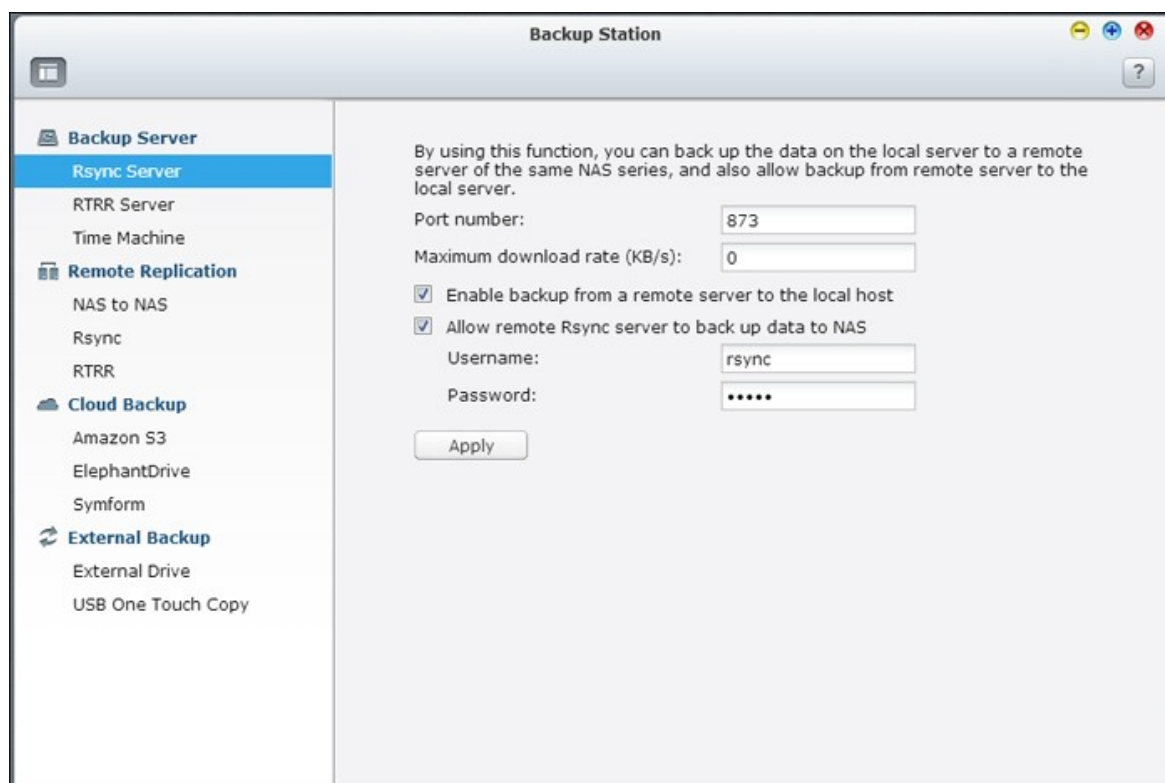 Backup Station
?
Backup Server
Rsync Server
RTRR Server
Time Machine
Remote Replication
NAS to NAS
Rsync
RTRR
Cloud Backup
Amazon S3
ElephantDrive
Symform
External Backup
External Drive
USB One Touch Copy
By using this function, you can back up the data on the local server to a remote
server of the same NAS series, and also allow backup from remote server to the
local server.
Port number: 873
Maximum download rate (KB/s): 0
Enable backup from a remote server to the local host
Allow remote Rsync server to back up data to NAS
Username: rsync
Password: •••••
Apply